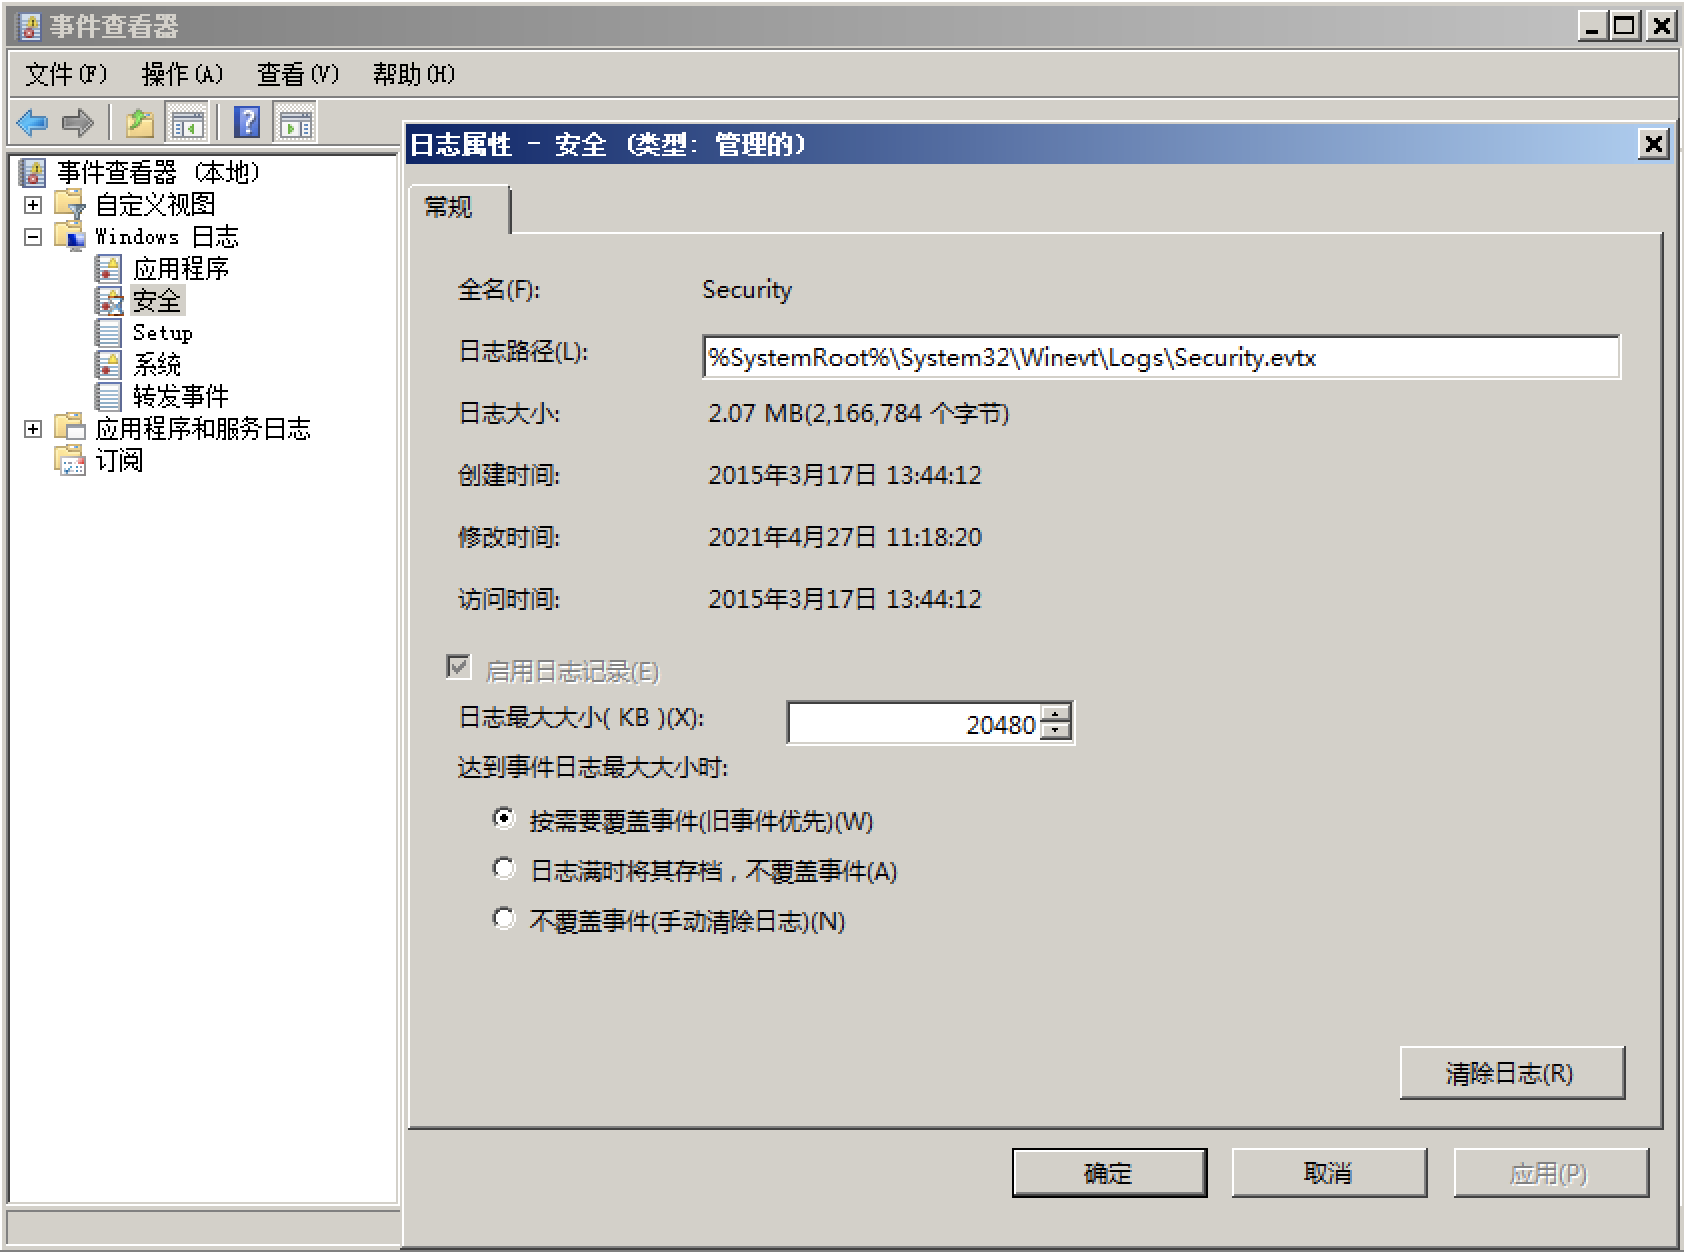 事件查看器
文件(F) 操作(A) 查看(V) 帮助(H)
事件查看器 (本地)
自定义视图
Windows 日志
应用程序
安全
Setup
系统
转发事件
应用程序和服务日志
订阅
日志属性 - 安全 (类型: 管理的)
常规
全名(F): Security
日志路径(L): %SystemRoot%\System32\Winevt\Logs\Security.evtx
日志大小: 2.07 MB(2,166,784 个字节)
创建时间: 2015年3月17日 13:44:12
修改时间: 2021年4月27日 11:18:20
访问时间: 2015年3月17日 13:44:12
启用日志记录(E)
日志最大大小( KB )(X): 20480
达到事件日志最大大小时:
按需要覆盖事件(旧事件优先)(W)
日志满时将其存档，不覆盖事件(A)
不覆盖事件(手动清除日志)(N)
清除日志(R)
确定 取消 应用(P)